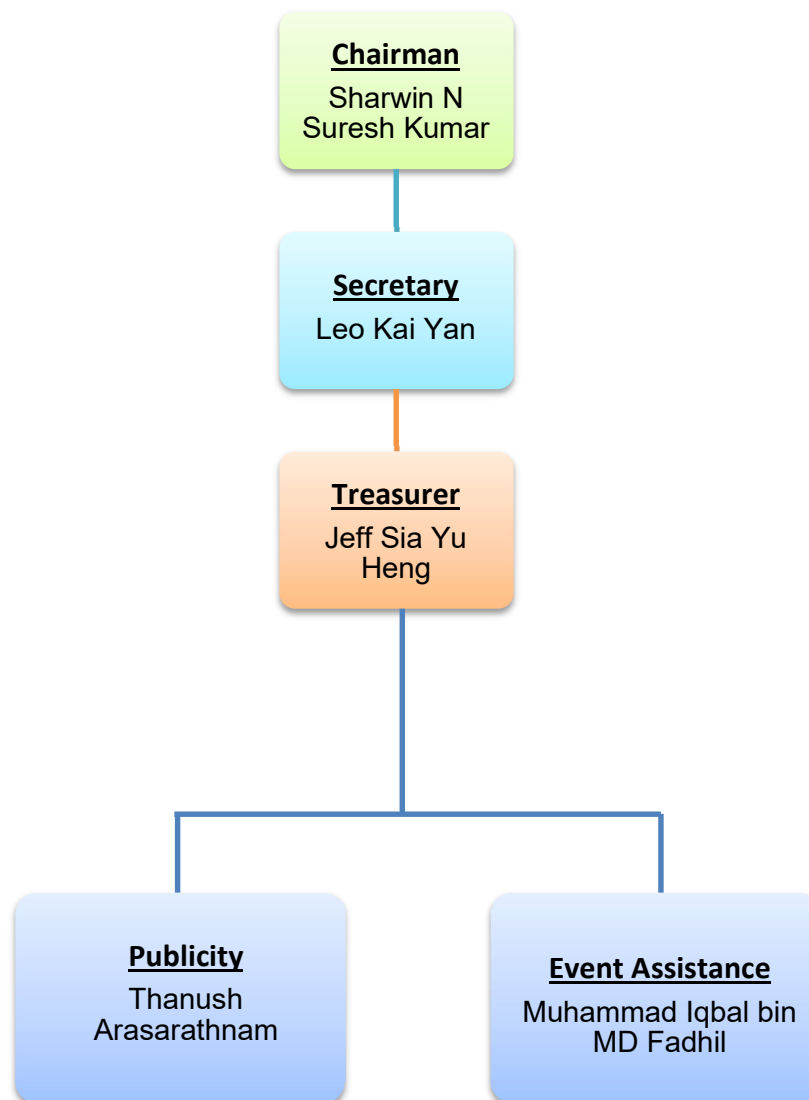 Chairman
Sharwin N
Suresh Kumar
Secretary
Leo Kai Yan
Treasurer
Jeff Sia Yu
Heng
Publicity
Thanush
Arasarathnam
Event Assistance
Muhammad Iqbal bin
MD Fadhil